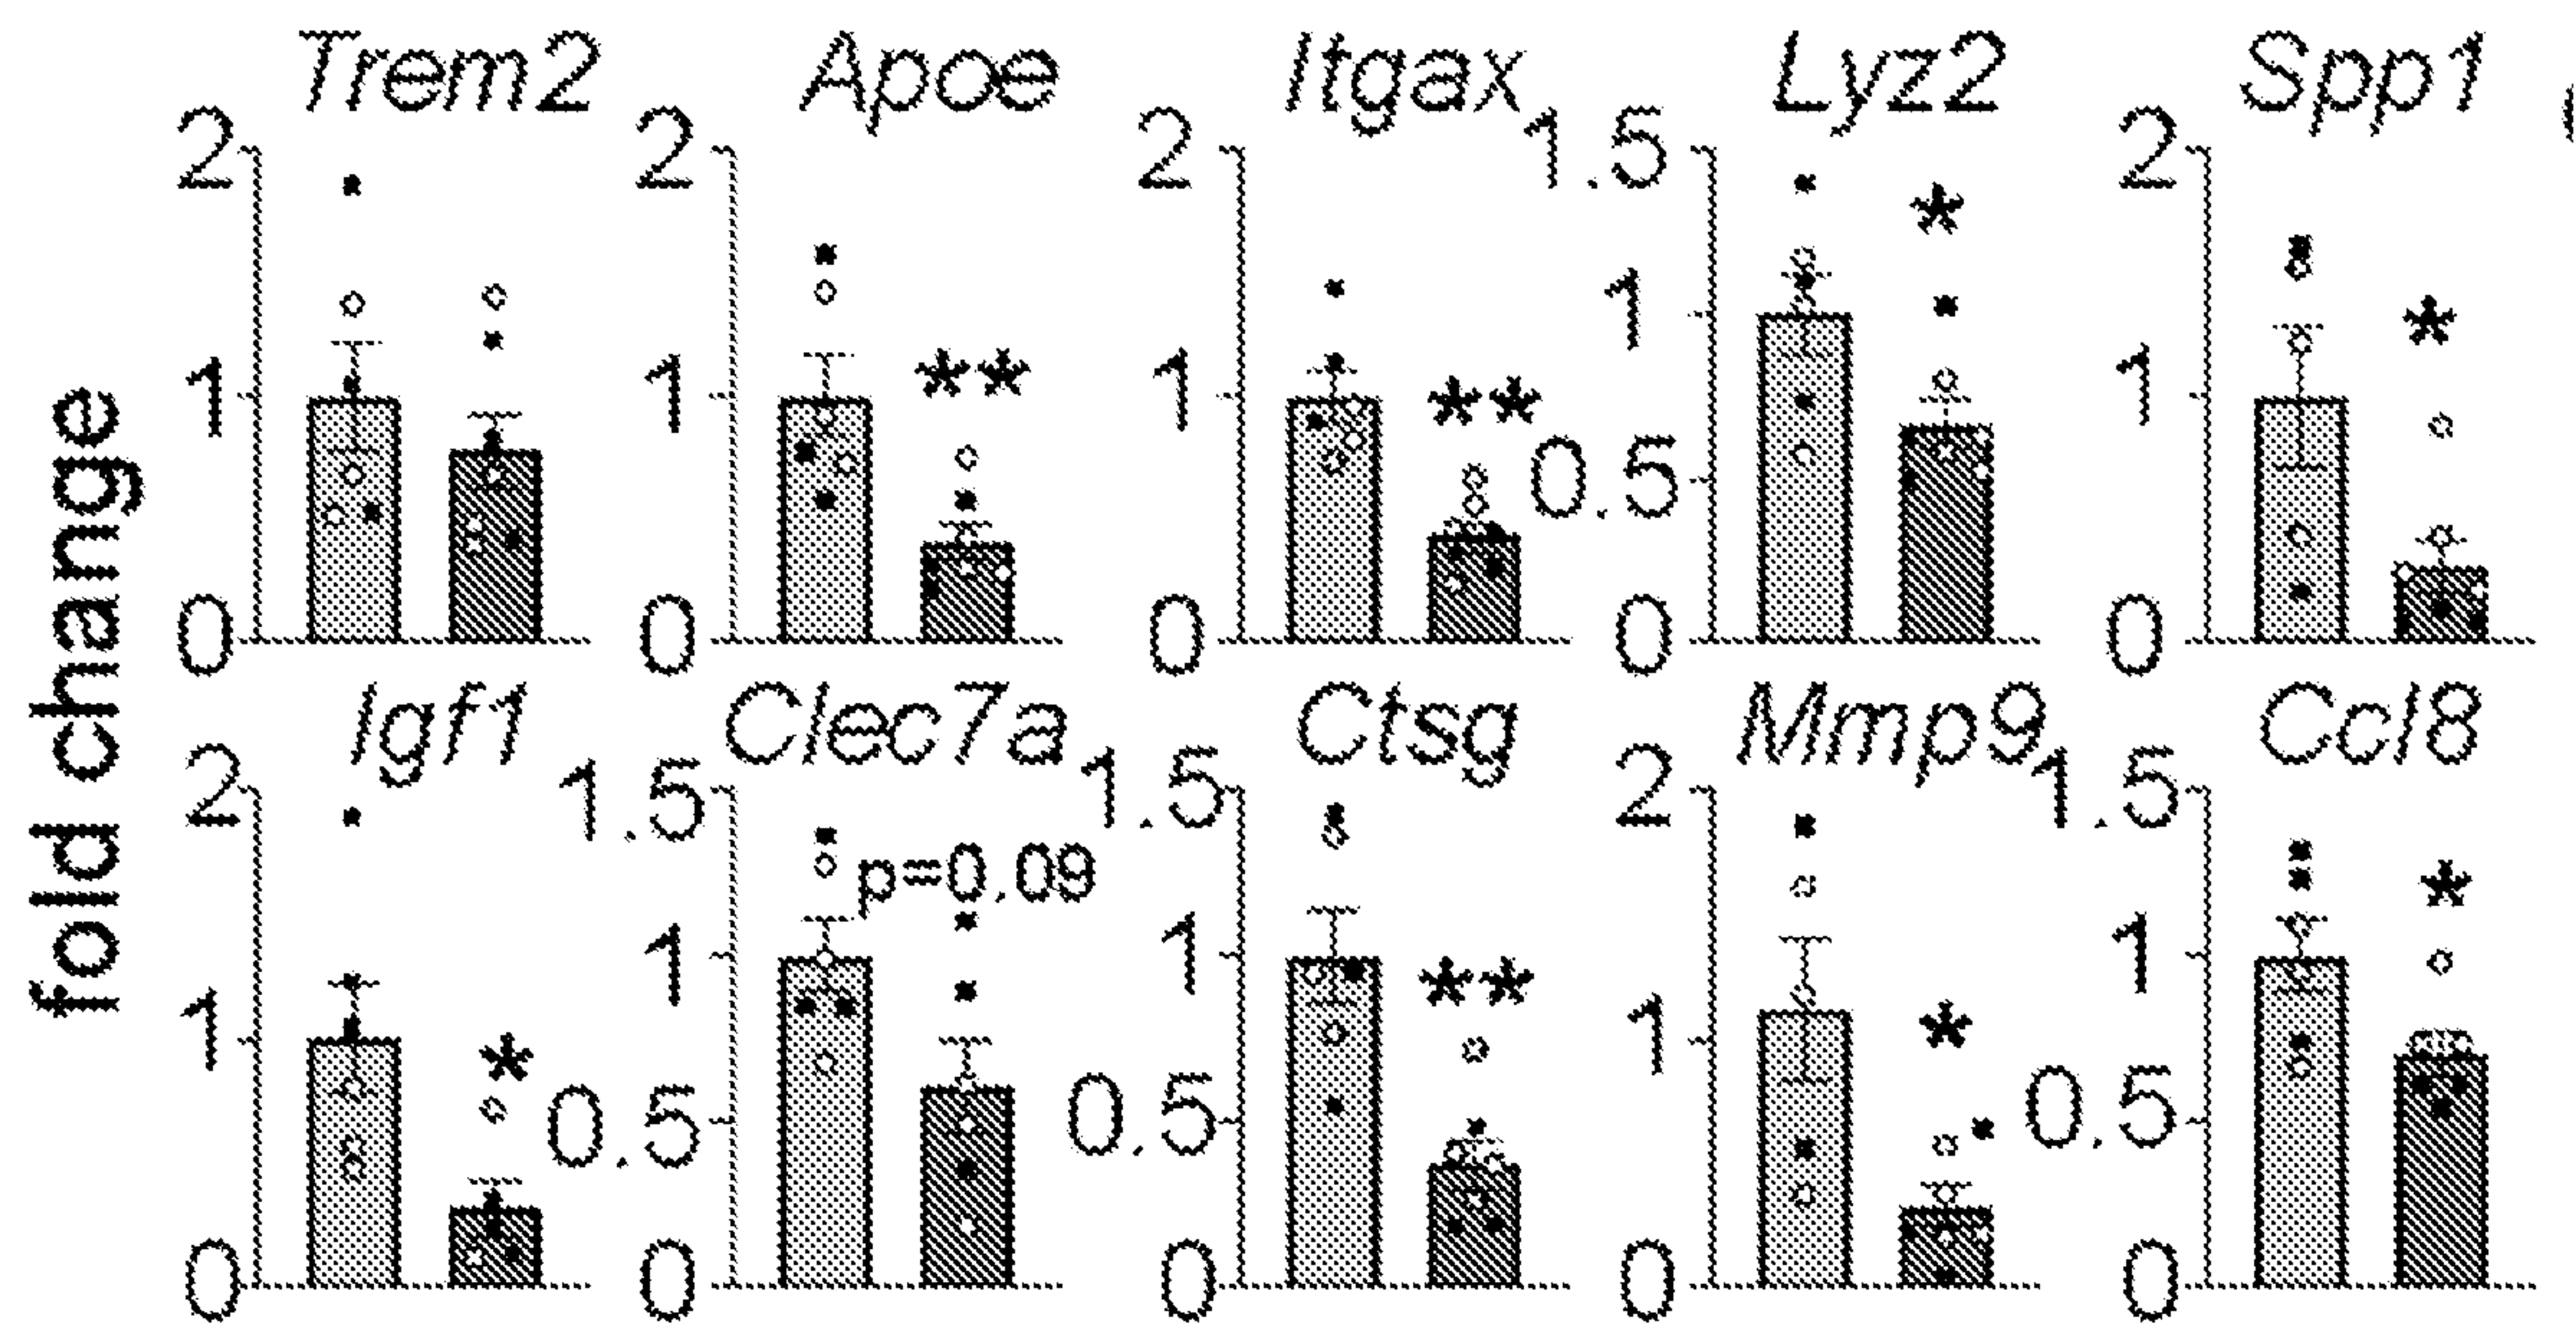 Trem2 Apoe Itgax Lyz2 Spp1
2 2 2 1.5 2
*
*
** 1
1 1 1 ** 1
0.5
0 0 0 0 0
fold change
Igf1 Clec7a Ctsg Mmp9 Ccl8
2 1.5 1.5 2 1.5
p=0.09 *
1 1 1 ** 1 * 1
*
0.5 0.5 0.5
0 0 0 0 0